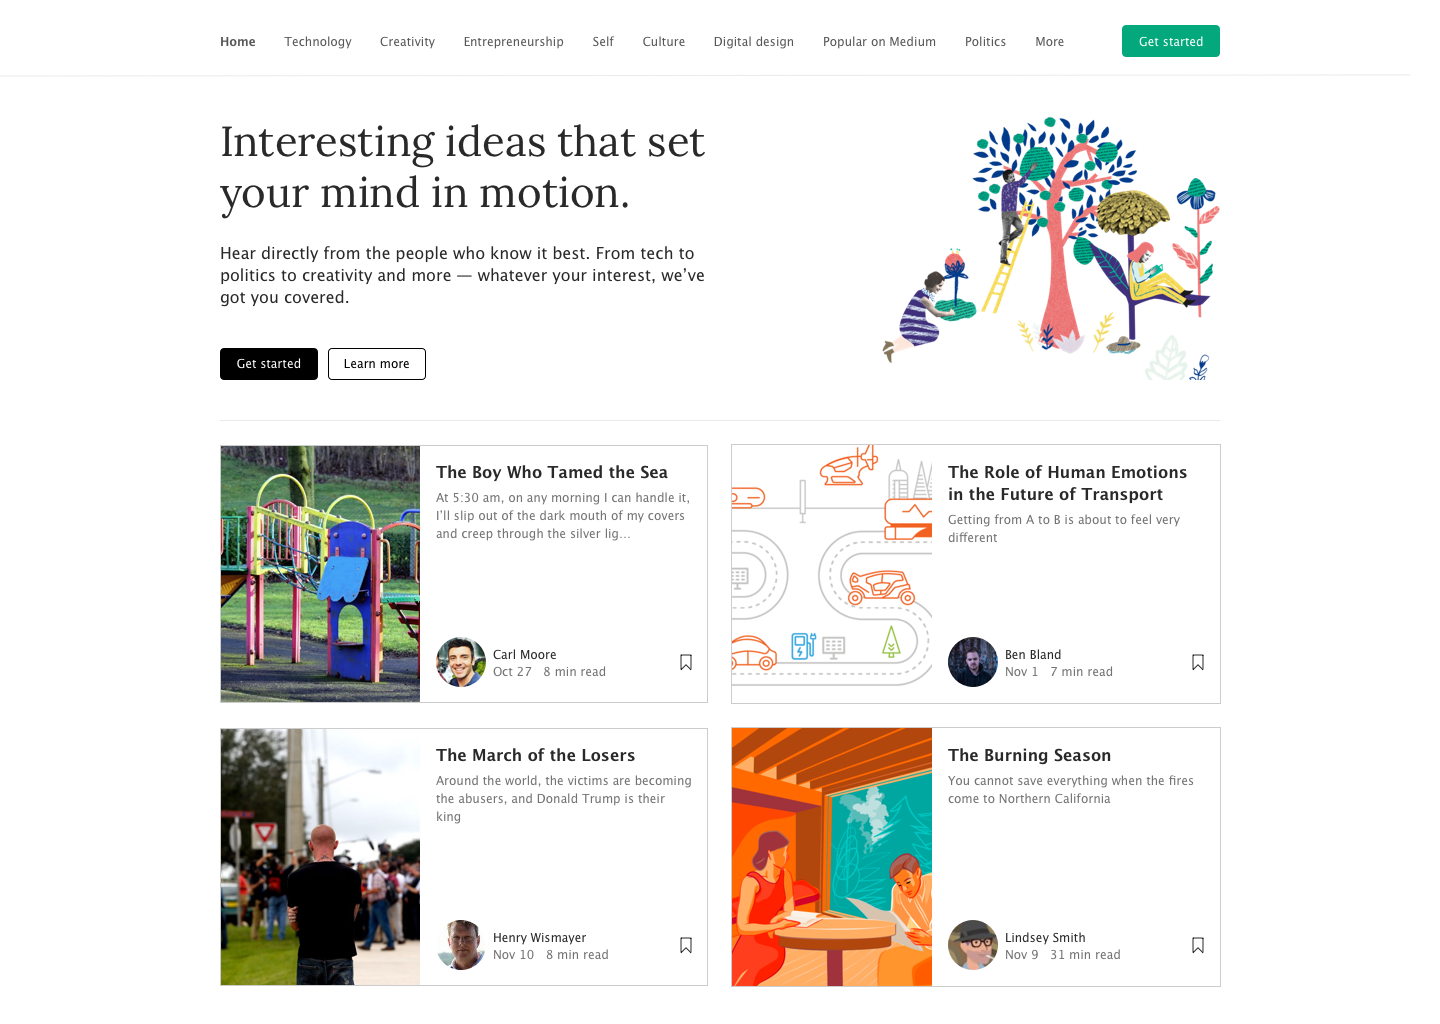 Home Technology Creativity Entrepreneurship Self Culture Digital design Popular on Medium Politics More Get started
Interesting ideas that set
your mind in motion.
Hear directly from the people who know it best. From tech to
politics to creativity and more — whatever your interest, we’ve
got you covered.
Get started Learn more
The Boy Who Tamed the Sea
At 5:30 am, on any morning I can handle it,
I’ll slip out of the dark mouth of my covers
and creep through the silver lig…
Carl Moore
Oct 27 8 min read
The Role of Human Emotions
in the Future of Transport
Getting from A to B is about to feel very
different
Ben Bland
Nov 1 7 min read
The March of the Losers
Around the world, the victims are becoming
the abusers, and Donald Trump is their
king
Henry Wismayer
Nov 10 8 min read
The Burning Season
You cannot save everything when the fires
come to Northern California
Lindsey Smith
Nov 9 31 min read